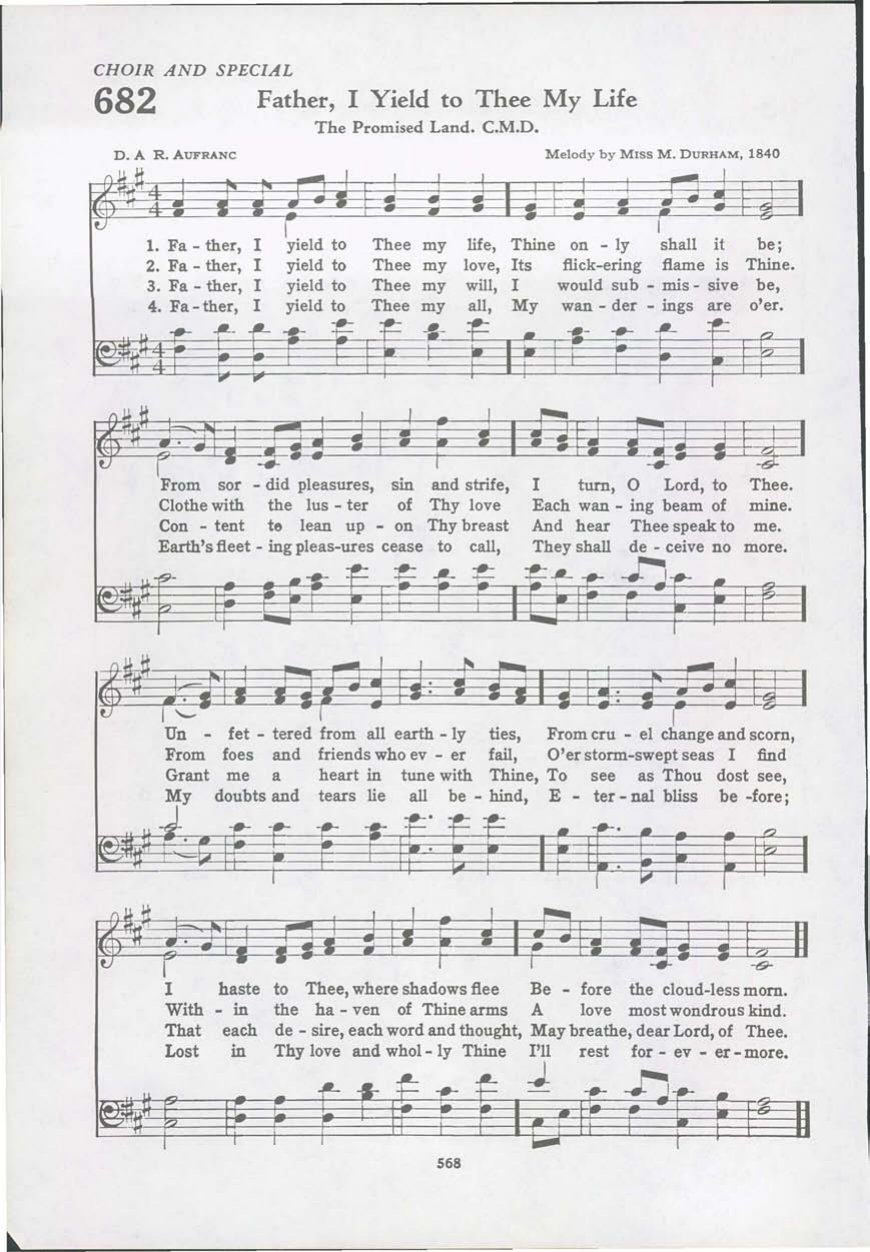 CHOIR AND SPECIAL
682 Father, I Yield to Thee My Life
The Promised Land. C.M.D.
D. A R. AUFRANC Melody by MISS M. DURHAM, 1840
1. Fa - ther, I yield to Thee my life, Thine on - ly shall it be;
2. Fa - ther, I yield to Thee my love, Its flick-ering flame is Thine.
3. Fa - ther, I yield to Thee my will, I would sub - mis - sive be,
4. Fa - ther, I yield to Thee my all, My wan - der - ings are o'er.
From sor - did pleasures, sin and strife, I turn, O Lord, to Thee.
Clothe with the lus - ter of Thy love Each wan - ing beam of mine.
Con - tent to lean up - on Thy breast And hear Thee speak to me.
Earth's fleet - ing pleas-ures cease to call, They shall de - ceive no more.
Un - fet - tered from all earth - ly ties, From cru - el change and scorn,
From foes and friends who ev - er fail, O'er storm-swept seas I find
Grant me a heart in tune with Thine, To see as Thou dost see,
My doubts and tears lie all be - hind, E - ter - nal bliss be -fore;
I haste to Thee, where shadows flee Be - fore the cloud-less morn.
With - in the ha - ven of Thine arms A love most wondrous kind.
That each de - sire, each word and thought, May breathe, dear Lord, of Thee.
Lost in Thy love and whol - ly Thine I'll rest for - ev - er - more.
568